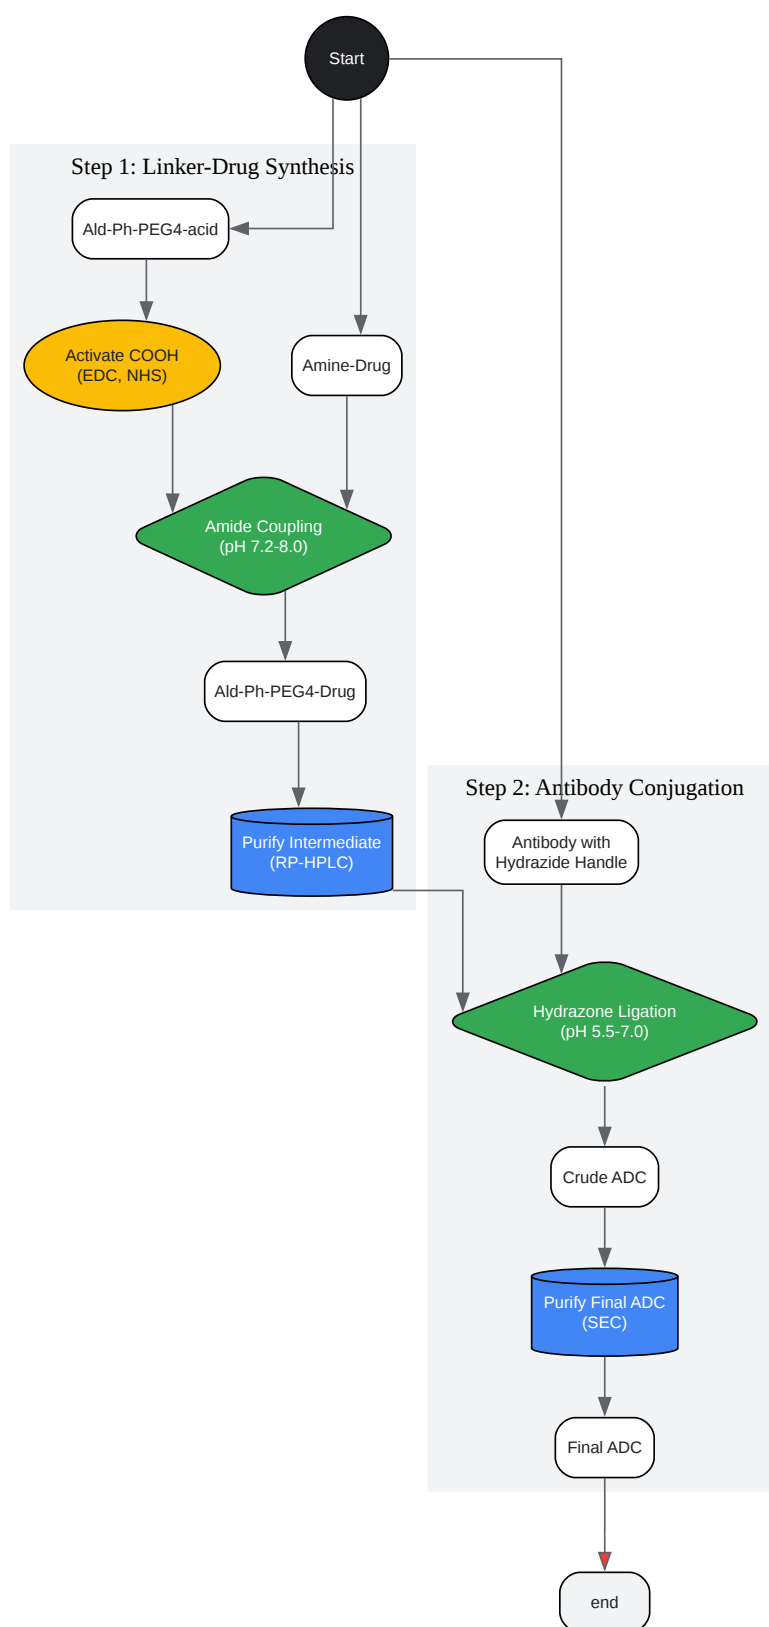 Start
Step 1: Linker-Drug Synthesis
Ald-Ph-PEG4-acid
Activate COOH
(EDC, NHS)
Amine-Drug
Amide Coupling
(pH 7.2-8.0)
Ald-Ph-PEG4-Drug
Purify Intermediate
(RP-HPLC)
Step 2: Antibody Conjugation
Antibody with
Hydrazide Handle
Hydrazone Ligation
(pH 5.5-7.0)
Crude ADC
Purify Final ADC
(SEC)
Final ADC
end